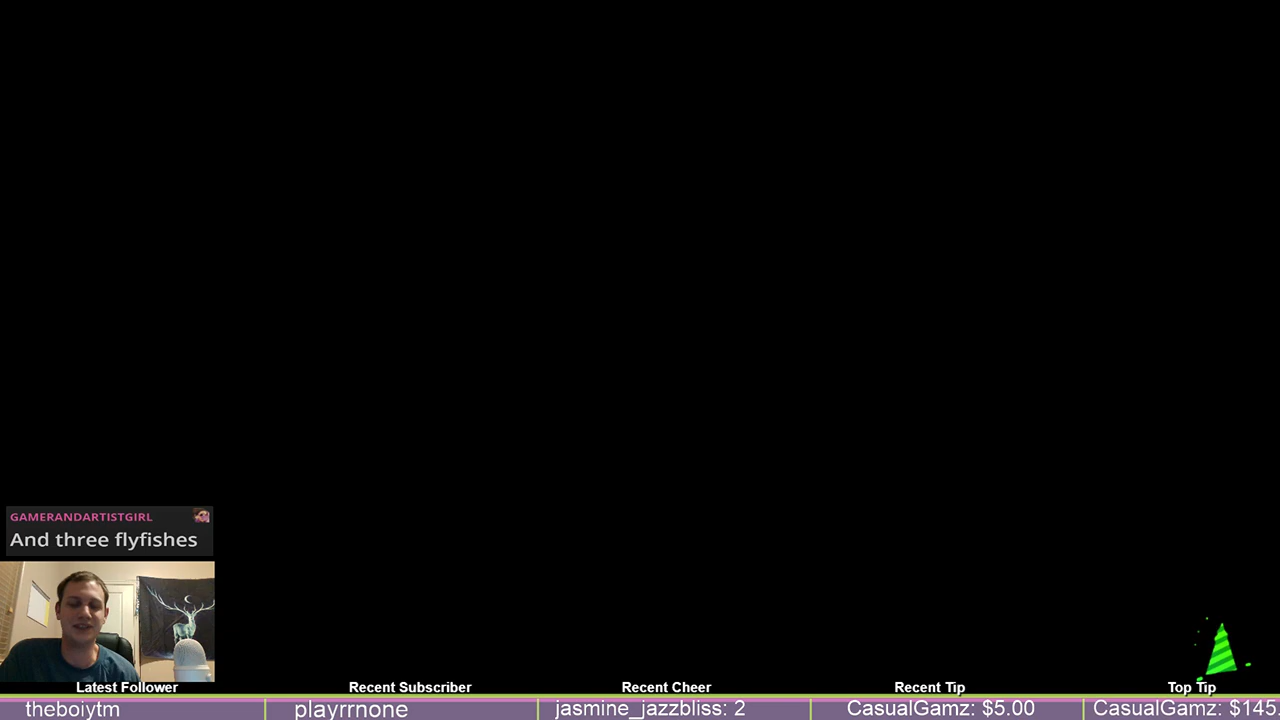 GAMERANDARTISTGIRL
And three flyfishes
Latest Follower
Recent Subscriber
Recent Cheer
Recent Tip
Top Tip
theboiytm
playrrnone
jasmine_jazzbliss: 2
CasualGamz: $5.00
CasualGamz: $145